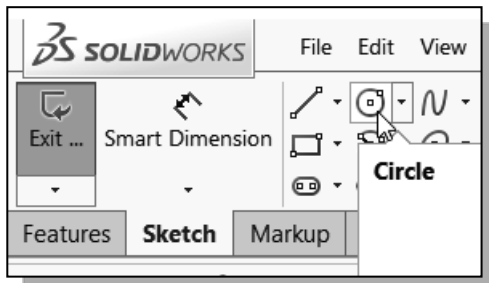 SOLIDWORKS File Edit View
Exit ... Smart Dimension
Circle
Features Sketch Markup